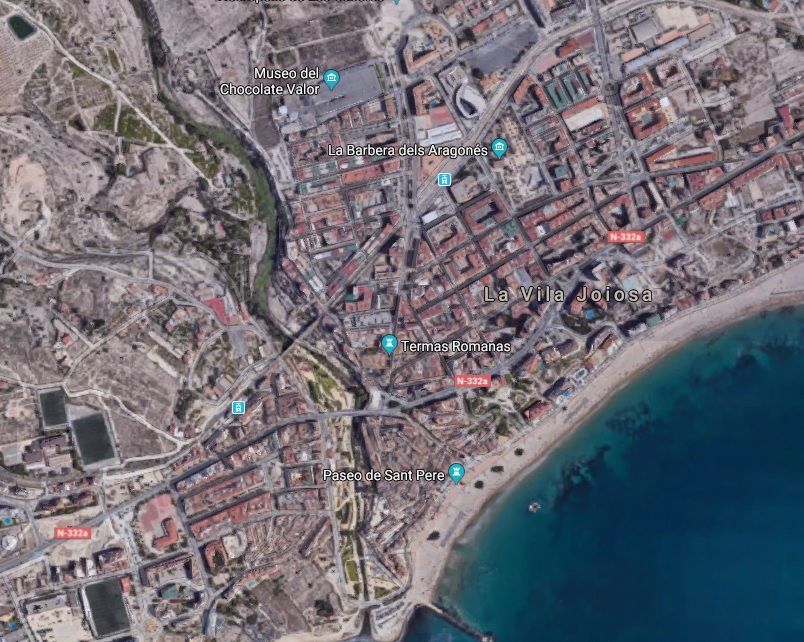 Museo del
Chocolate Valor
La Barbera dels Aragonés
N-332a
La Vila Joiosa
Termas Romanas
N-332a
Paseo de Sant Pere
N-332a